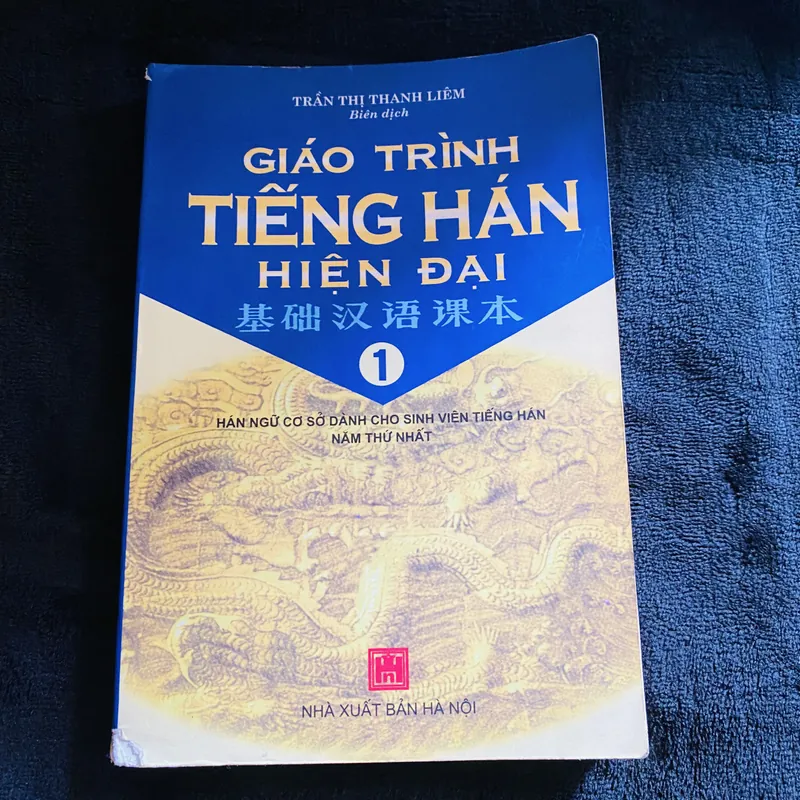 TRẦN THỊ THANH LIÊM
Biên dịch
GIÁO TRÌNH
TIẾNG HÁN
HIỆN ĐẠI
基础汉语课本
1
HÁN NGỮ CƠ SỞ DÀNH CHO SINH VIÊN TIẾNG HÁN
NĂM THỨ NHẤT
NHÀ XUẤT BẢN HÀ NỘI